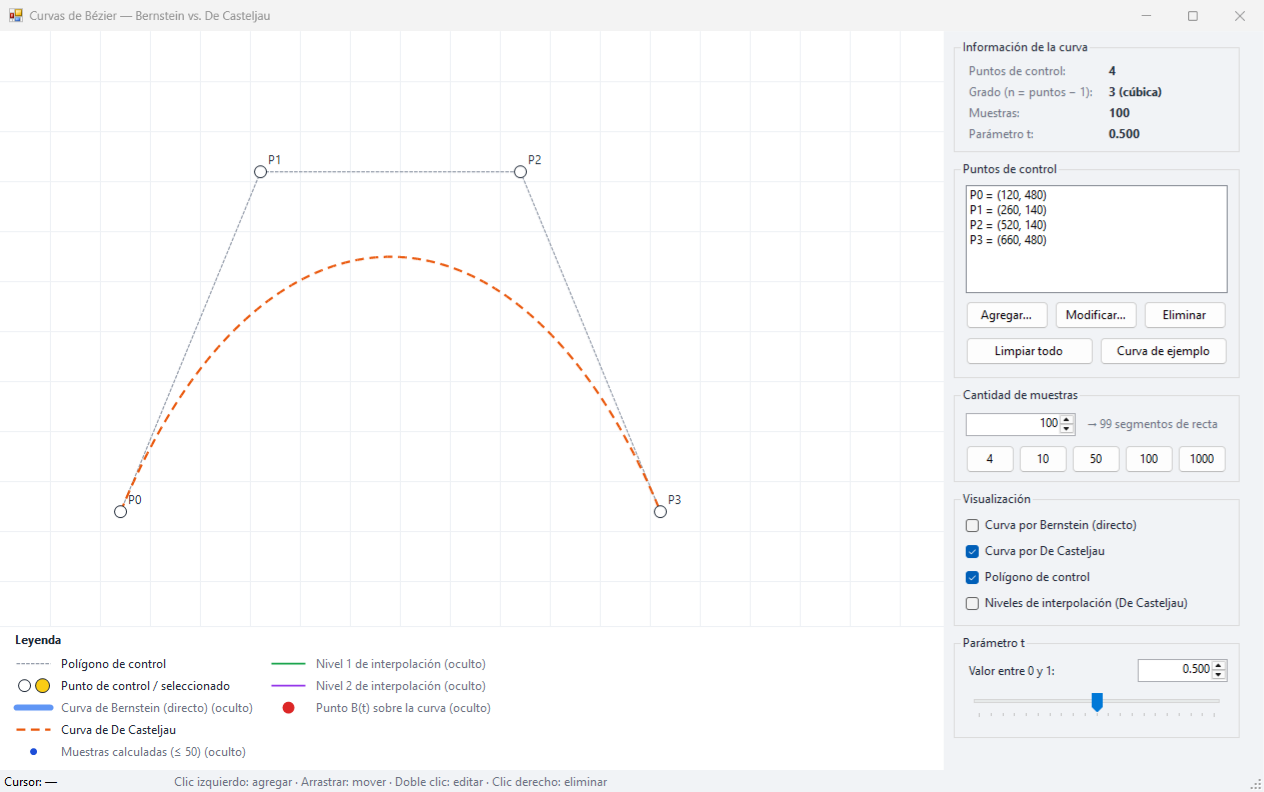 Curvas de Bézier — Bernstein vs. De Casteljau
P1
P2
P0
P3
Leyenda
Polígono de control
Punto de control / seleccionado
Curva de Bernstein (directo) (oculto)
Curva de De Casteljau
Muestras calculadas (≤ 50) (oculto)
Nivel 1 de interpolación (oculto)
Nivel 2 de interpolación (oculto)
Punto B(t) sobre la curva (oculto)
Información de la curva
Puntos de control: 4
Grado (n = puntos − 1): 3 (cúbica)
Muestras: 100
Parámetro t: 0.500
Puntos de control
P0 = (120, 480)
P1 = (260, 140)
P2 = (520, 140)
P3 = (660, 480)
Agregar... Modificar... Eliminar
Limpiar todo Curva de ejemplo
Cantidad de muestras
100 → 99 segmentos de recta
4 10 50 100 1000
Visualización
Curva por Bernstein (directo)
Curva por De Casteljau
Polígono de control
Niveles de interpolación (De Casteljau)
Parámetro t
Valor entre 0 y 1: 0.500
Cursor: — Clic izquierdo: agregar · Arrastrar: mover · Doble clic: editar · Clic derecho: eliminar